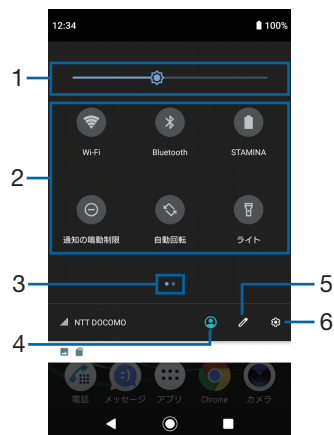 12:34 100%
1
2
Wi-Fi Bluetooth STAMINA
通知の鳴動制限 自動回転 ライト
3
5
NTT DOCOMO
6
4
電話 メッセージ アプリ Chrome カメラ